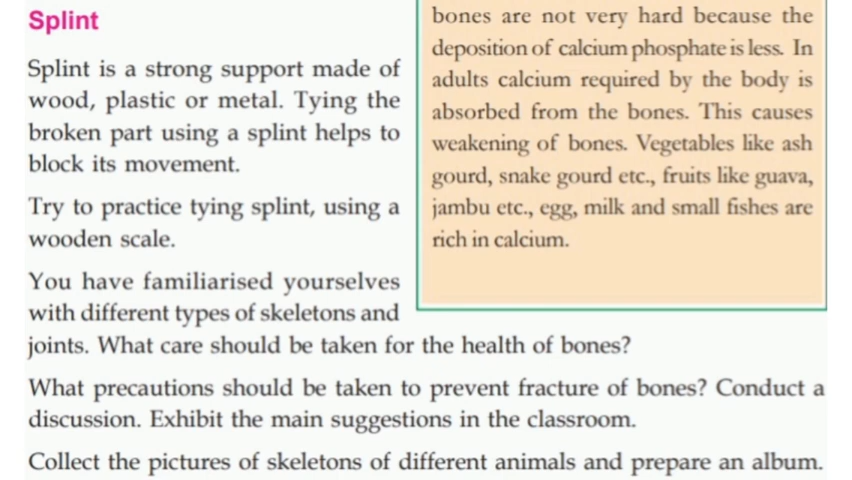 Splint
Splint is a strong support made of
wood, plastic or metal. Tying the
broken part using a splint helps to
block its movement.
Try to practice tying splint, using a
wooden scale.
You have familiarised yourselves
with different types of skeletons and
joints. What care should be taken for the health of bones?
What precautions should be taken to prevent fracture of bones? Conduct a
discussion. Exhibit the main suggestions in the classroom.
Collect the pictures of skeletons of different animals and prepare an album.
bones are not very hard because the
deposition of calcium phosphate is less. In
adults calcium required by the body is
absorbed from the bones. This causes
weakening of bones. Vegetables like ash
gourd, snake gourd etc., fruits like guava,
jambu etc., egg, milk and small fishes are
rich in calcium.